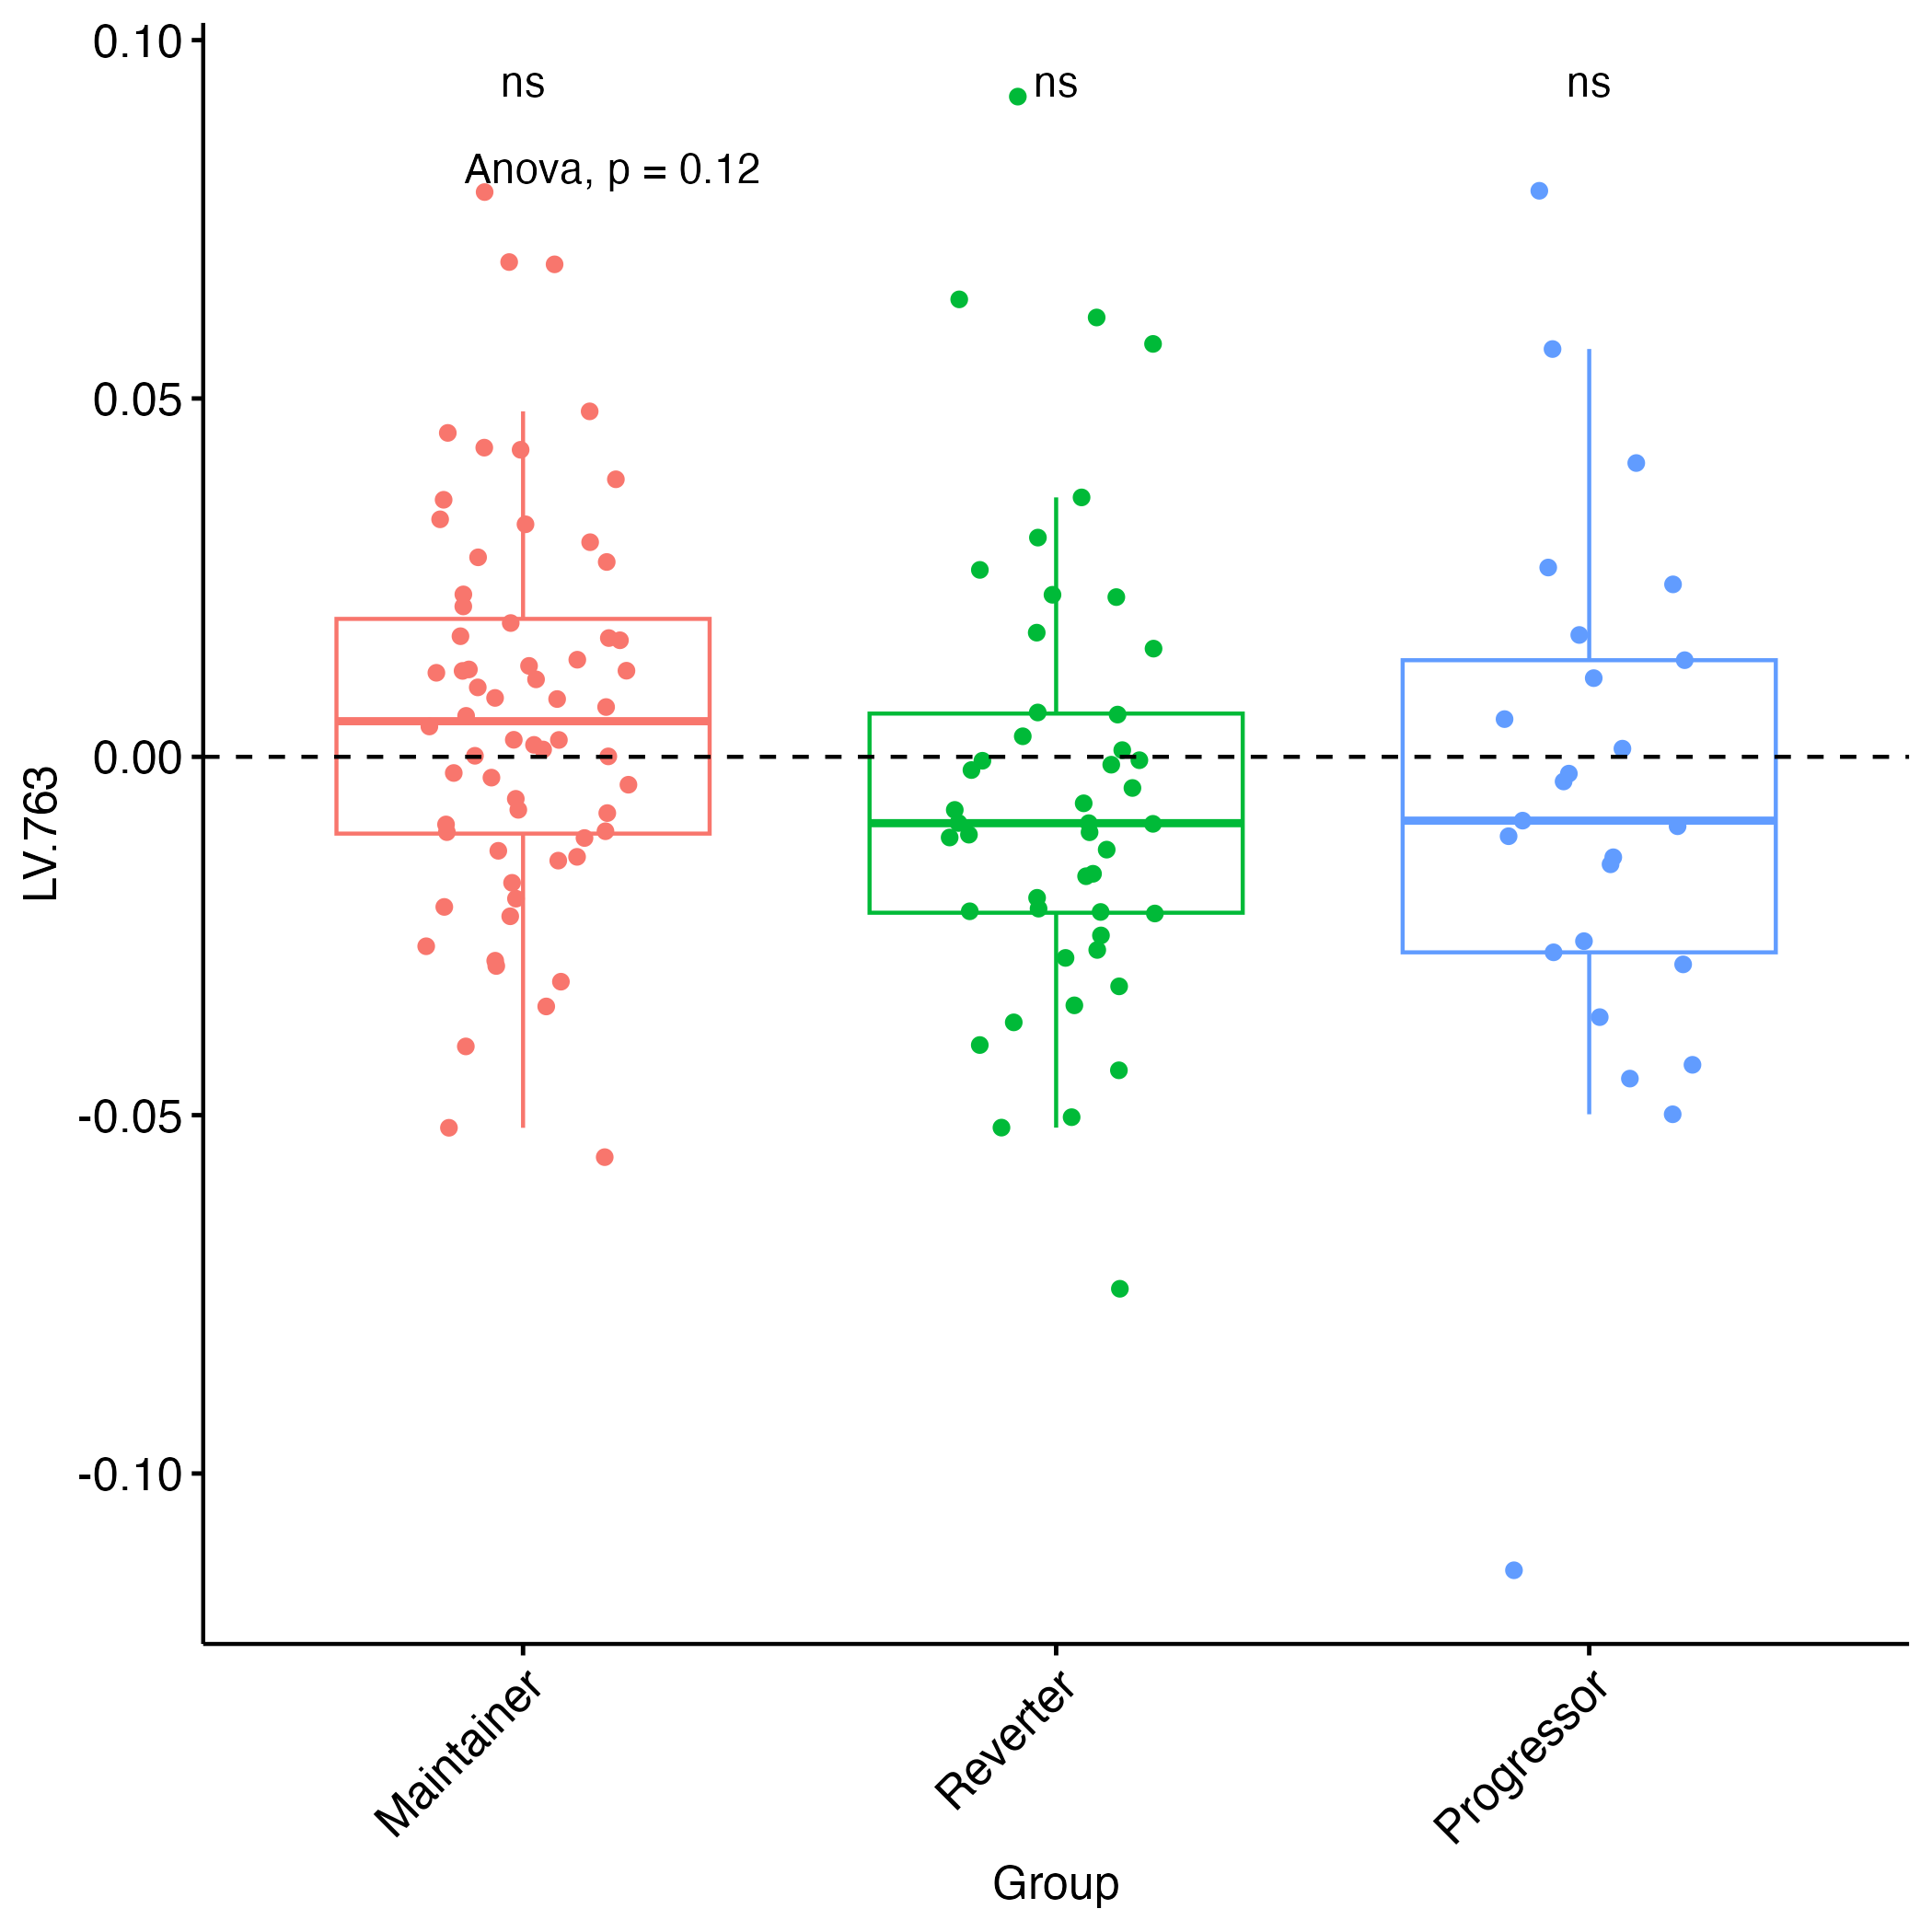 0.10
ns ns ns
Anova, p = 0.12
0.05
0.00
LV.763
-0.05
-0.10
Maintainer
Reverter
Progressor
Group